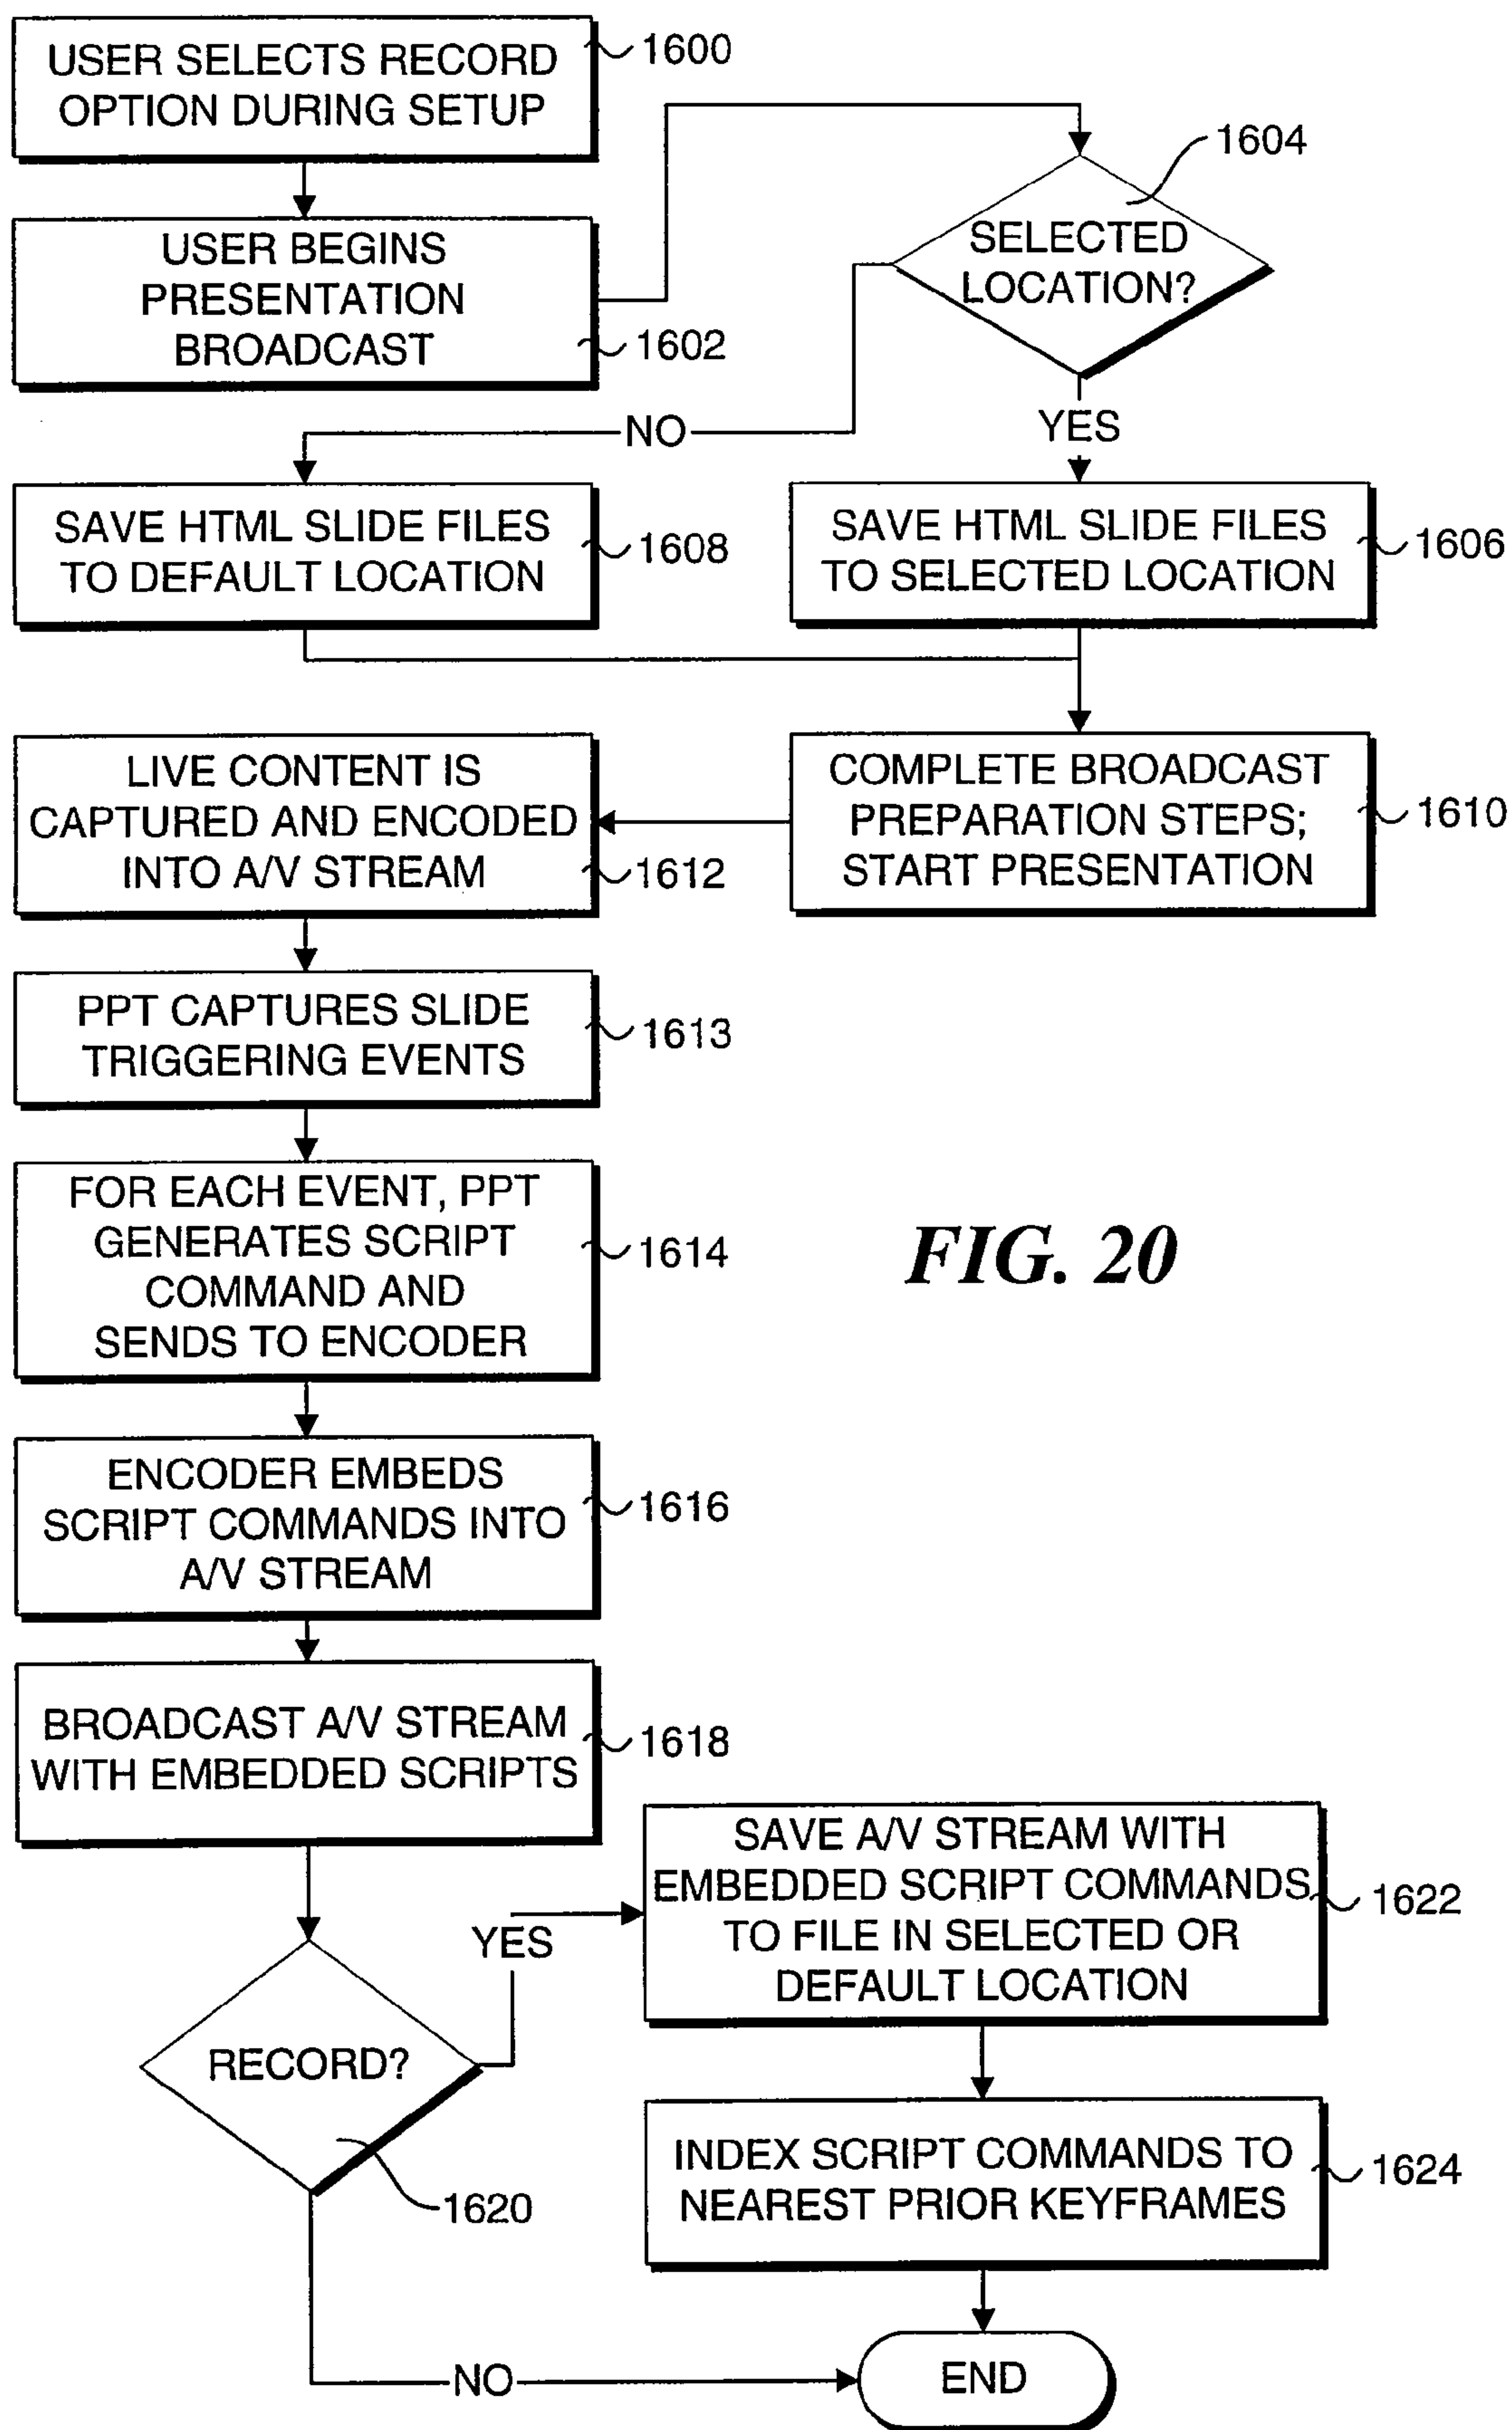 USER SELECTS RECORD
OPTION DURING SETUP
1600
USER BEGINS
PRESENTATION
BROADCAST
1602
1604
SELECTED
LOCATION?
NO
YES
SAVE HTML SLIDE FILES
TO DEFAULT LOCATION
1608
SAVE HTML SLIDE FILES
TO SELECTED LOCATION
1606
COMPLETE BROADCAST
PREPARATION STEPS;
START PRESENTATION
1610
LIVE CONTENT IS
CAPTURED AND ENCODED
INTO A/V STREAM
1612
PPT CAPTURES SLIDE
TRIGGERING EVENTS
1613
FOR EACH EVENT, PPT
GENERATES SCRIPT
COMMAND AND
SENDS TO ENCODER
1614
FIG. 20
ENCODER EMBEDS
SCRIPT COMMANDS INTO
A/V STREAM
1616
BROADCAST A/V STREAM
WITH EMBEDDED SCRIPTS
1618
RECORD?
1620
YES
SAVE A/V STREAM WITH
EMBEDDED SCRIPT COMMANDS
TO FILE IN SELECTED OR
DEFAULT LOCATION
1622
INDEX SCRIPT COMMANDS TO
NEAREST PRIOR KEYFRAMES
1624
NO
END